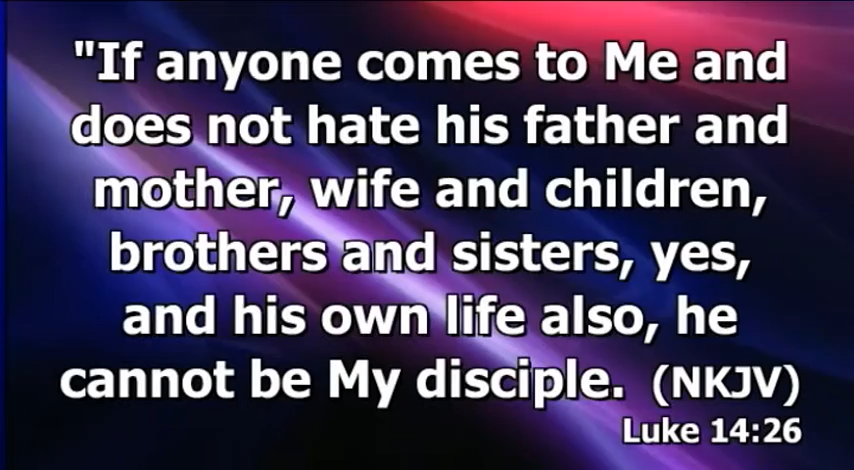 "If anyone comes to Me and
does not hate his father and
mother, wife and children,
brothers and sisters, yes,
and his own life also, he
cannot be My disciple. (NKJV)
Luke 14:26